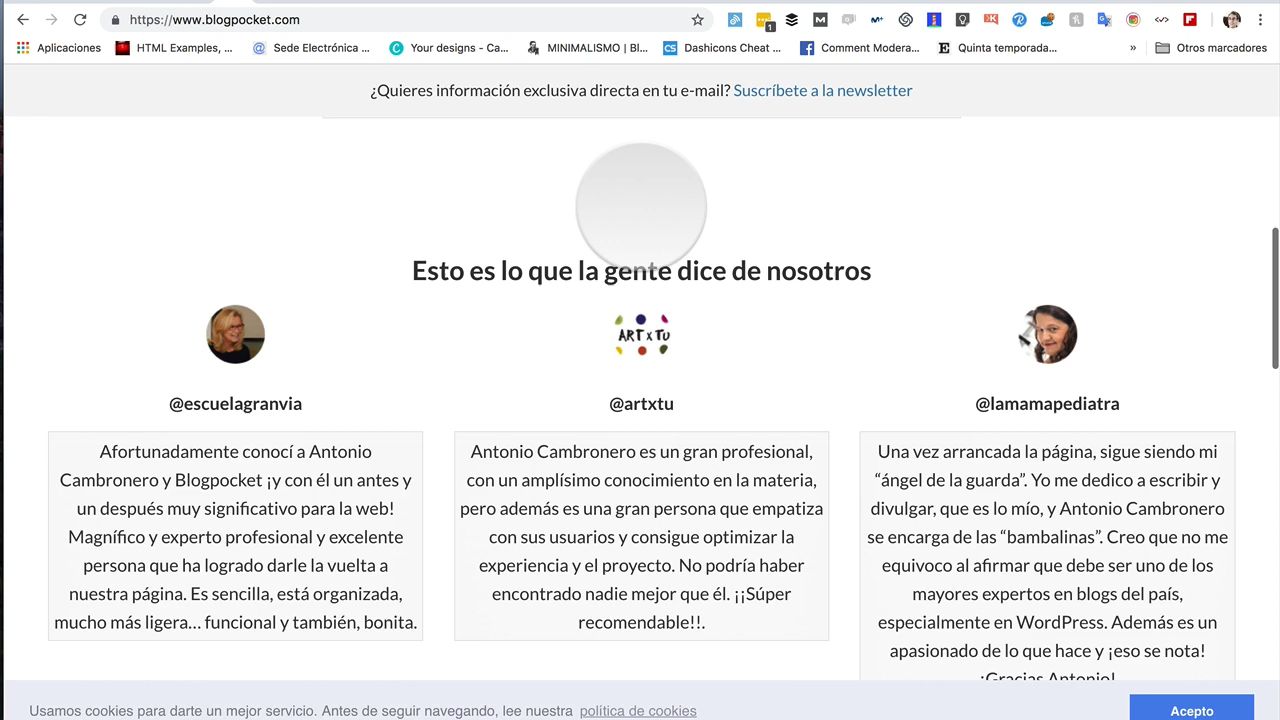 https://www.blogpocket.com
1
Aplicaciones
HTML Examples, ...
Sede Electrónica ...
Your designs - Ca...
MINIMALISMO | Bl...
CS
Dashicons Cheat ...
Comment Modera...
Quinta temporada...
»
Otros marcadores
¿Quieres información exclusiva directa en tu e-mail? Suscríbete a la newsletter
Esto es lo que la gente dice de nosotros
ART x TU
@escuelagranvia
Afortunadamente conocí a Antonio
Cambronero y Blogpocket ¡y con él un antes y
un después muy significativo para la web!
Magnífico y experto profesional y excelente
persona que ha logrado darle la vuelta a
nuestra página. Es sencilla, está organizada,
mucho más ligera... funcional y también, bonita.
@artxtu
Antonio Cambronero es un gran profesional,
con un amplísimo conocimiento en la materia,
pero además es una gran persona que empatiza
con sus usuarios y consigue optimizar la
experiencia y el proyecto. No podría haber
encontrado nadie mejor que él. ¡¡Súper
recomendable!!.
@lamamapediatra
Una vez arrancada la página, sigue siendo mi
“ángel de la guarda”. Yo me dedico a escribir y
divulgar, que es lo mío, y Antonio Cambronero
se encarga de las “bambalinas”. Creo que no me
equivoco al afirmar que debe ser uno de los
mayores expertos en blogs del país,
especialmente en WordPress. Además es un
apasionado de lo que hace y ¡eso se nota!
¡Gracias Antonio!
Usamos cookies para darte un mejor servicio. Antes de seguir navegando, lee nuestra política de cookies
Acepto